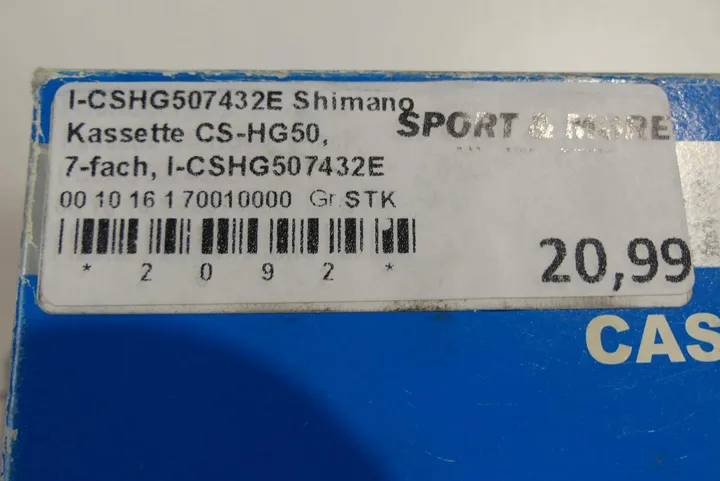 I-CSHG507432E Shimano
Kassette CS-HG50,
SPORT & MORE
7-fach, I-CSHG507432E
00 10 16 1 70010000 Gr.STK
* 2 0 9 2 *
20,99
CAS